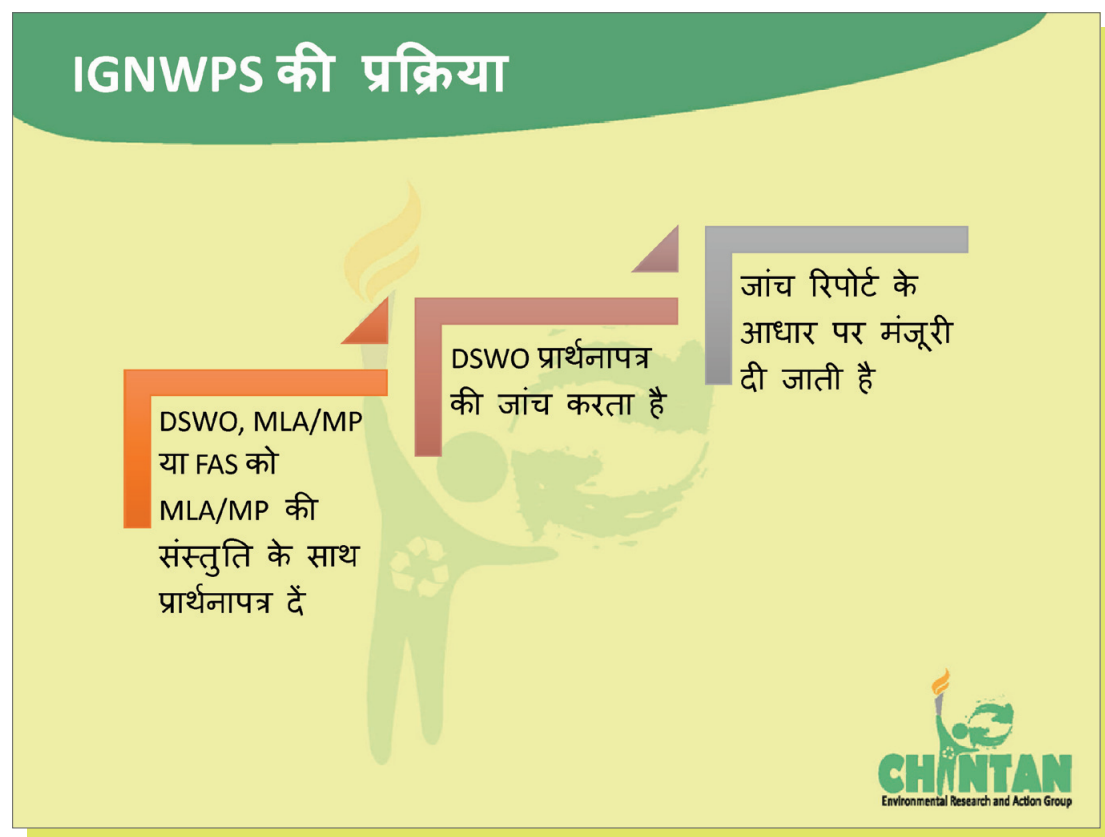 IGNWPS की प्रक्रिया
DSWO, MLA/MP
या FAS को
MLA/MP की
संस्तुति के साथ
प्रार्थनापत्र दें
DSWO प्रार्थनापत्र
की जांच करता है
जांच रिपोर्ट के
आधार पर मंजूरी
दी जाती है
CHINTAN
Environmental Research and Action Group